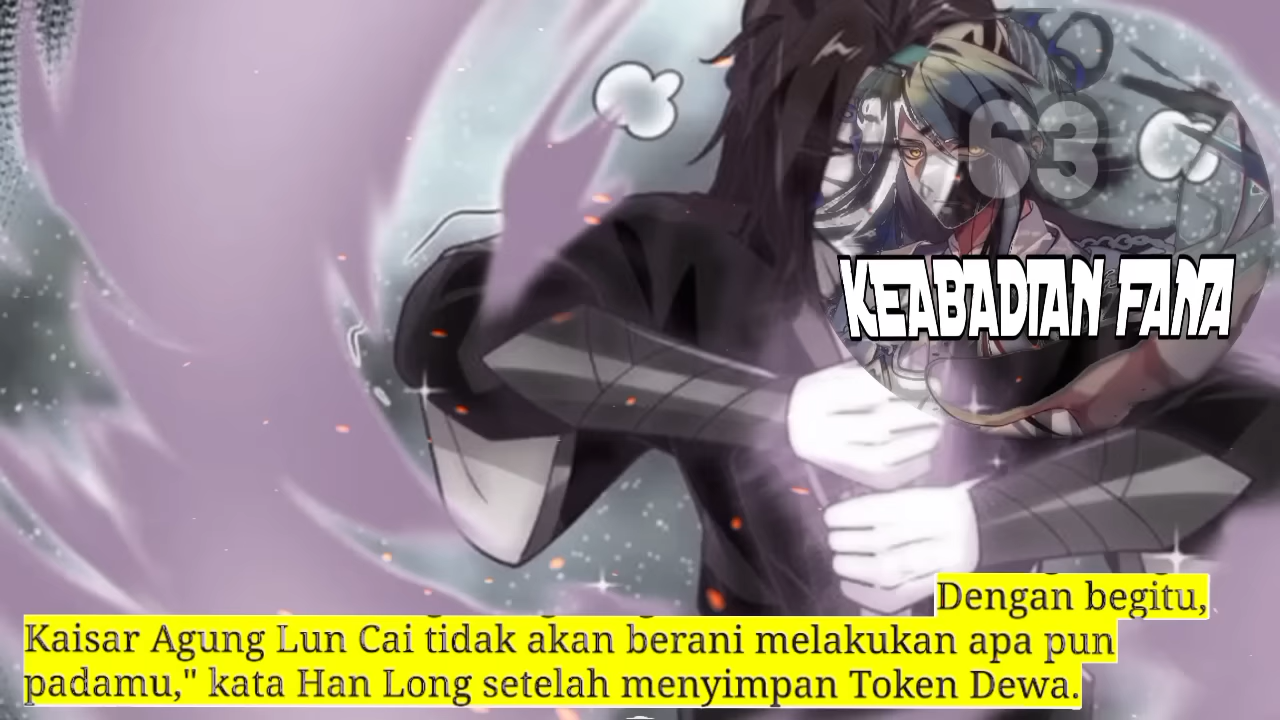 63
KEABADIAN FANA
Dengan begitu,
Kaisar Agung Lun Cai tidak akan berani melakukan apa pun
padamu," kata Han Long setelah menyimpan Token Dewa.